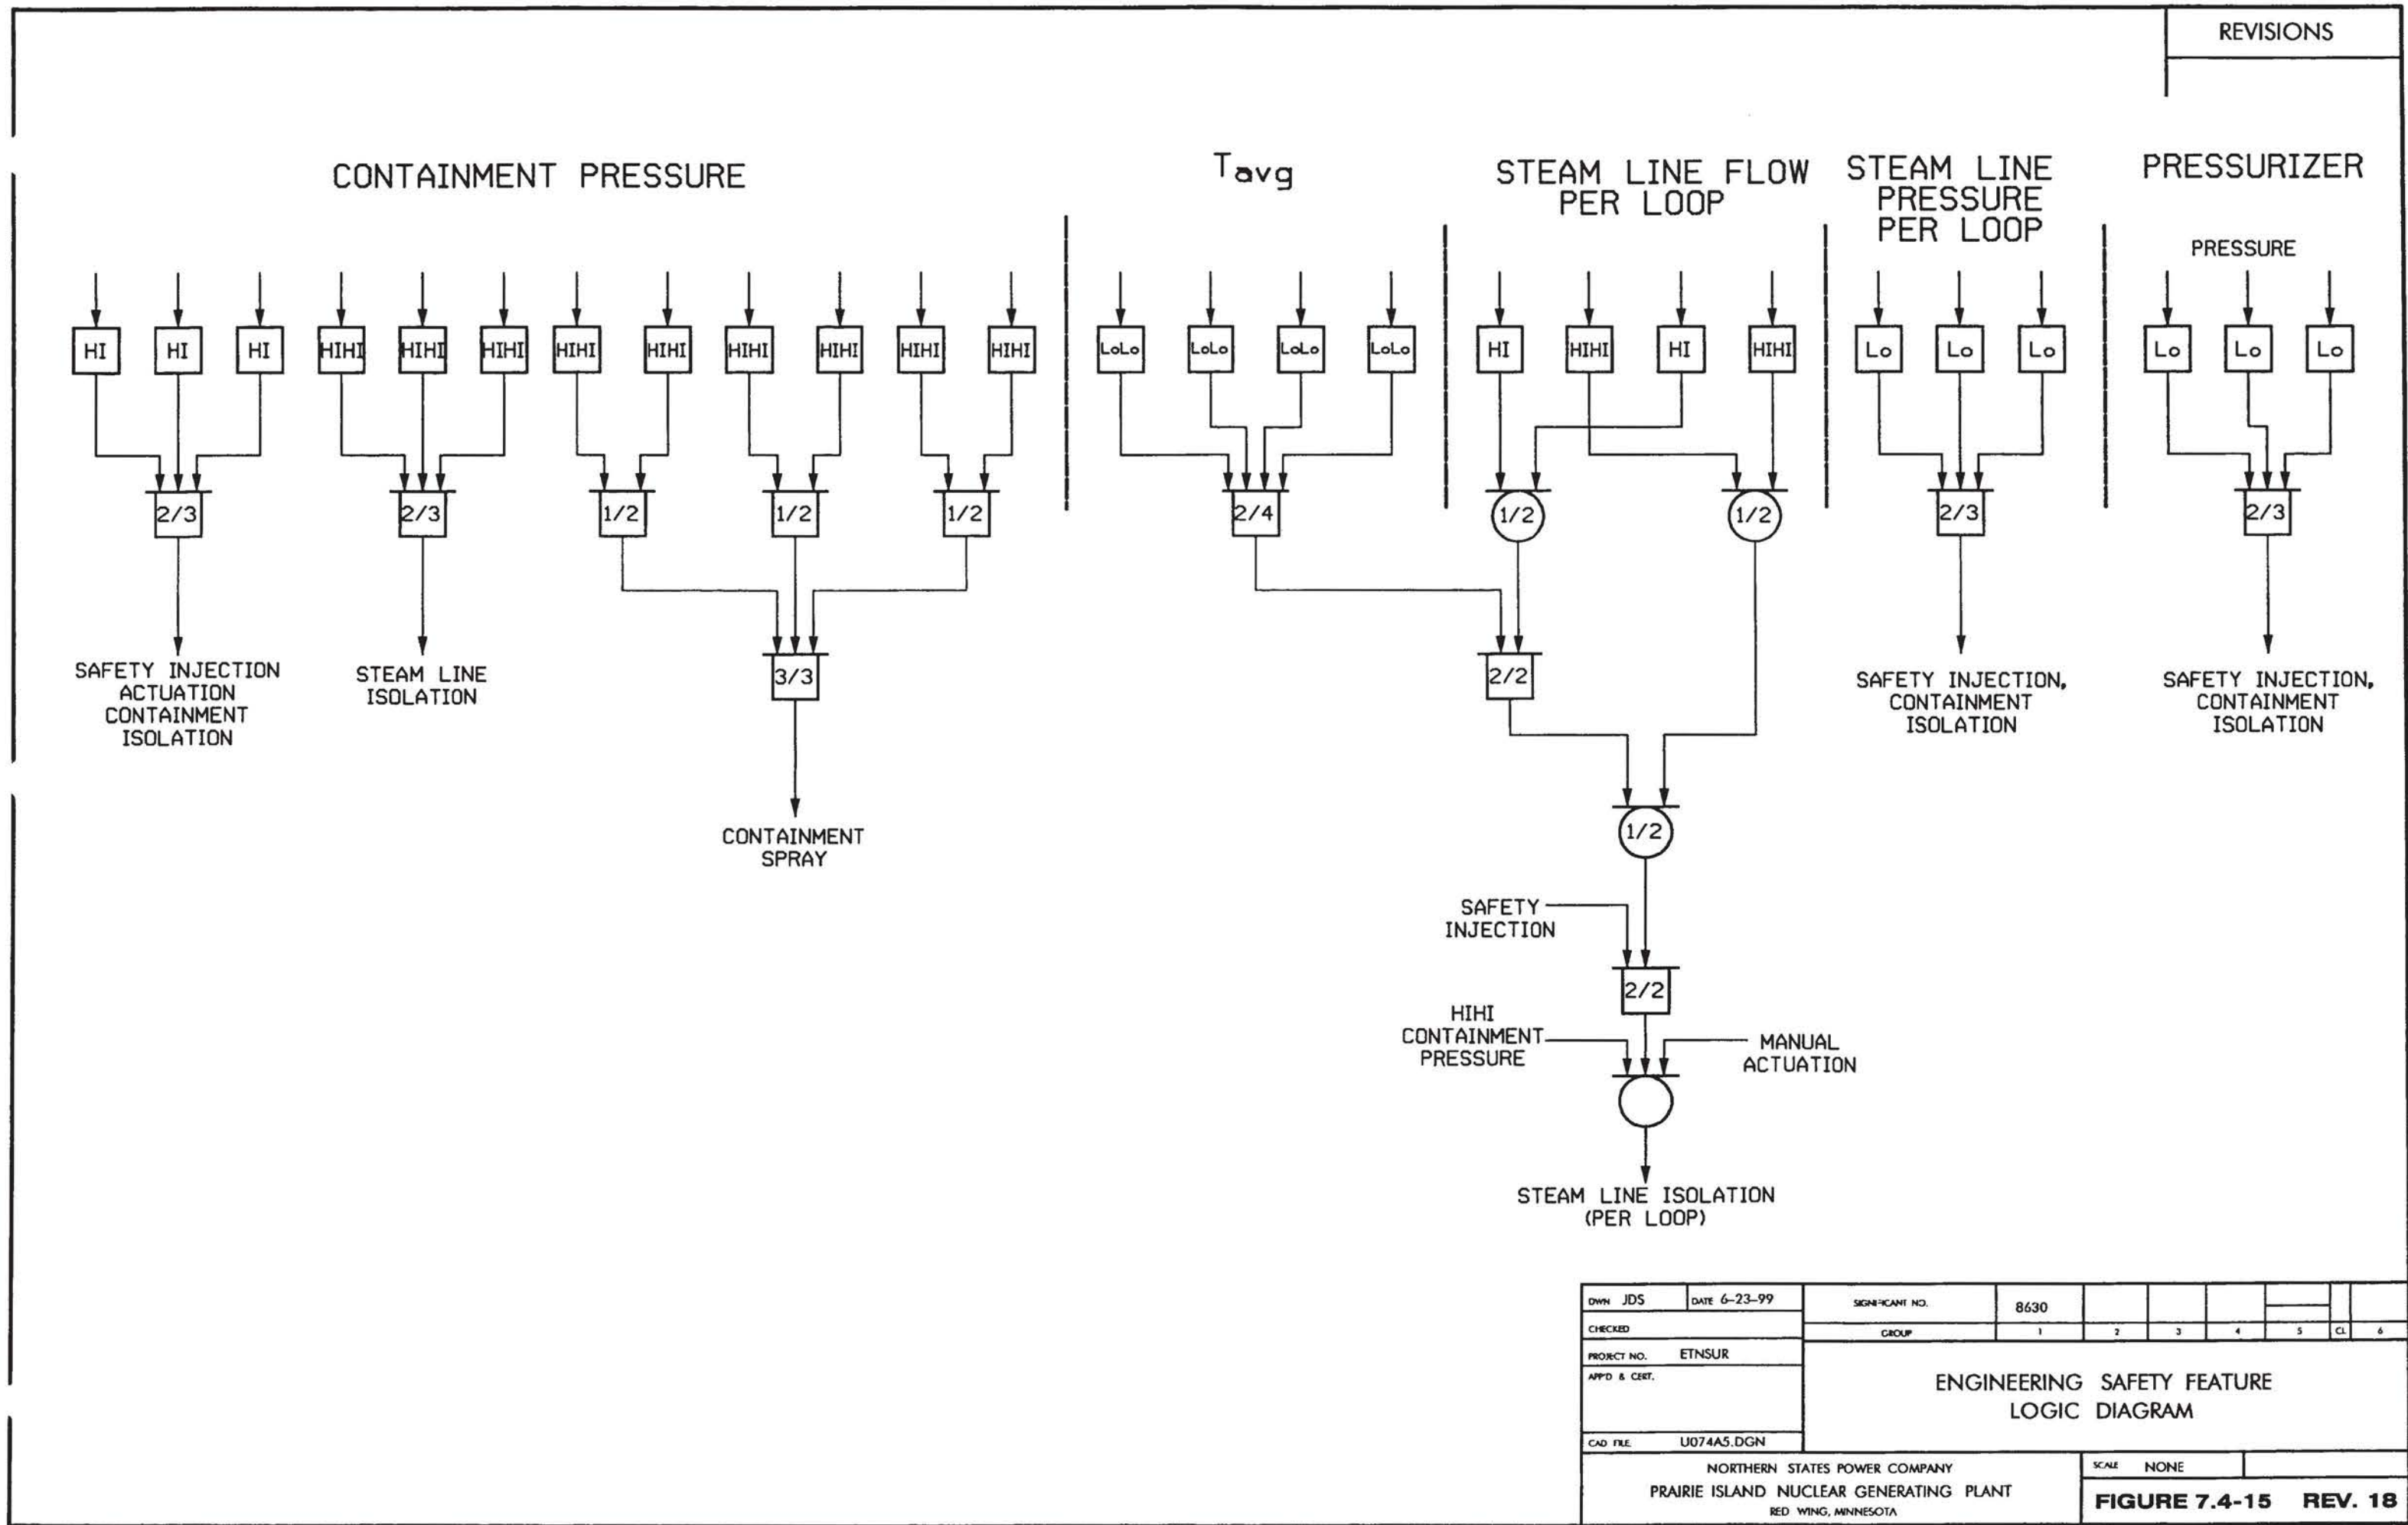 REVISIONS
CONTAINMENT PRESSURE
Tavg
STEAM LINE FLOW
PER LOOP
STEAM LINE
PRESSURE
PER LOOP
PRESSURIZER
PRESSURE
HI HI HI HIHI HIHI HIHI HIHI HIHI HIHI HIHI HIHI HIHI LoLo LoLo LoLo LoLo HI HIHI HI HIHI Lo Lo Lo Lo Lo Lo
2/3 2/3 1/2 1/2 1/2 2/4 1/2 1/2 2/3 2/3
3/3 2/2
SAFETY INJECTION
ACTUATION
CONTAINMENT
ISOLATION
STEAM LINE
ISOLATION
SAFETY INJECTION,
CONTAINMENT
ISOLATION
SAFETY INJECTION,
CONTAINMENT
ISOLATION
CONTAINMENT
SPRAY
1/2
SAFETY
INJECTION
2/2
HIHI
CONTAINMENT
PRESSURE
MANUAL
ACTUATION
STEAM LINE ISOLATION
(PER LOOP)
DWN JDS DATE 6-23-99 SIGNIFICANT NO. 8630
CHECKED GROUP 1 2 3 4 5 CL 6
PROJECT NO. ETNSUR
APP'D & CERT.
ENGINEERING SAFETY FEATURE
LOGIC DIAGRAM
CAD FILE U074A5.DGN
NORTHERN STATES POWER COMPANY
PRAIRIE ISLAND NUCLEAR GENERATING PLANT
RED WING, MINNESOTA
SCALE NONE
FIGURE 7.4-15 REV. 18